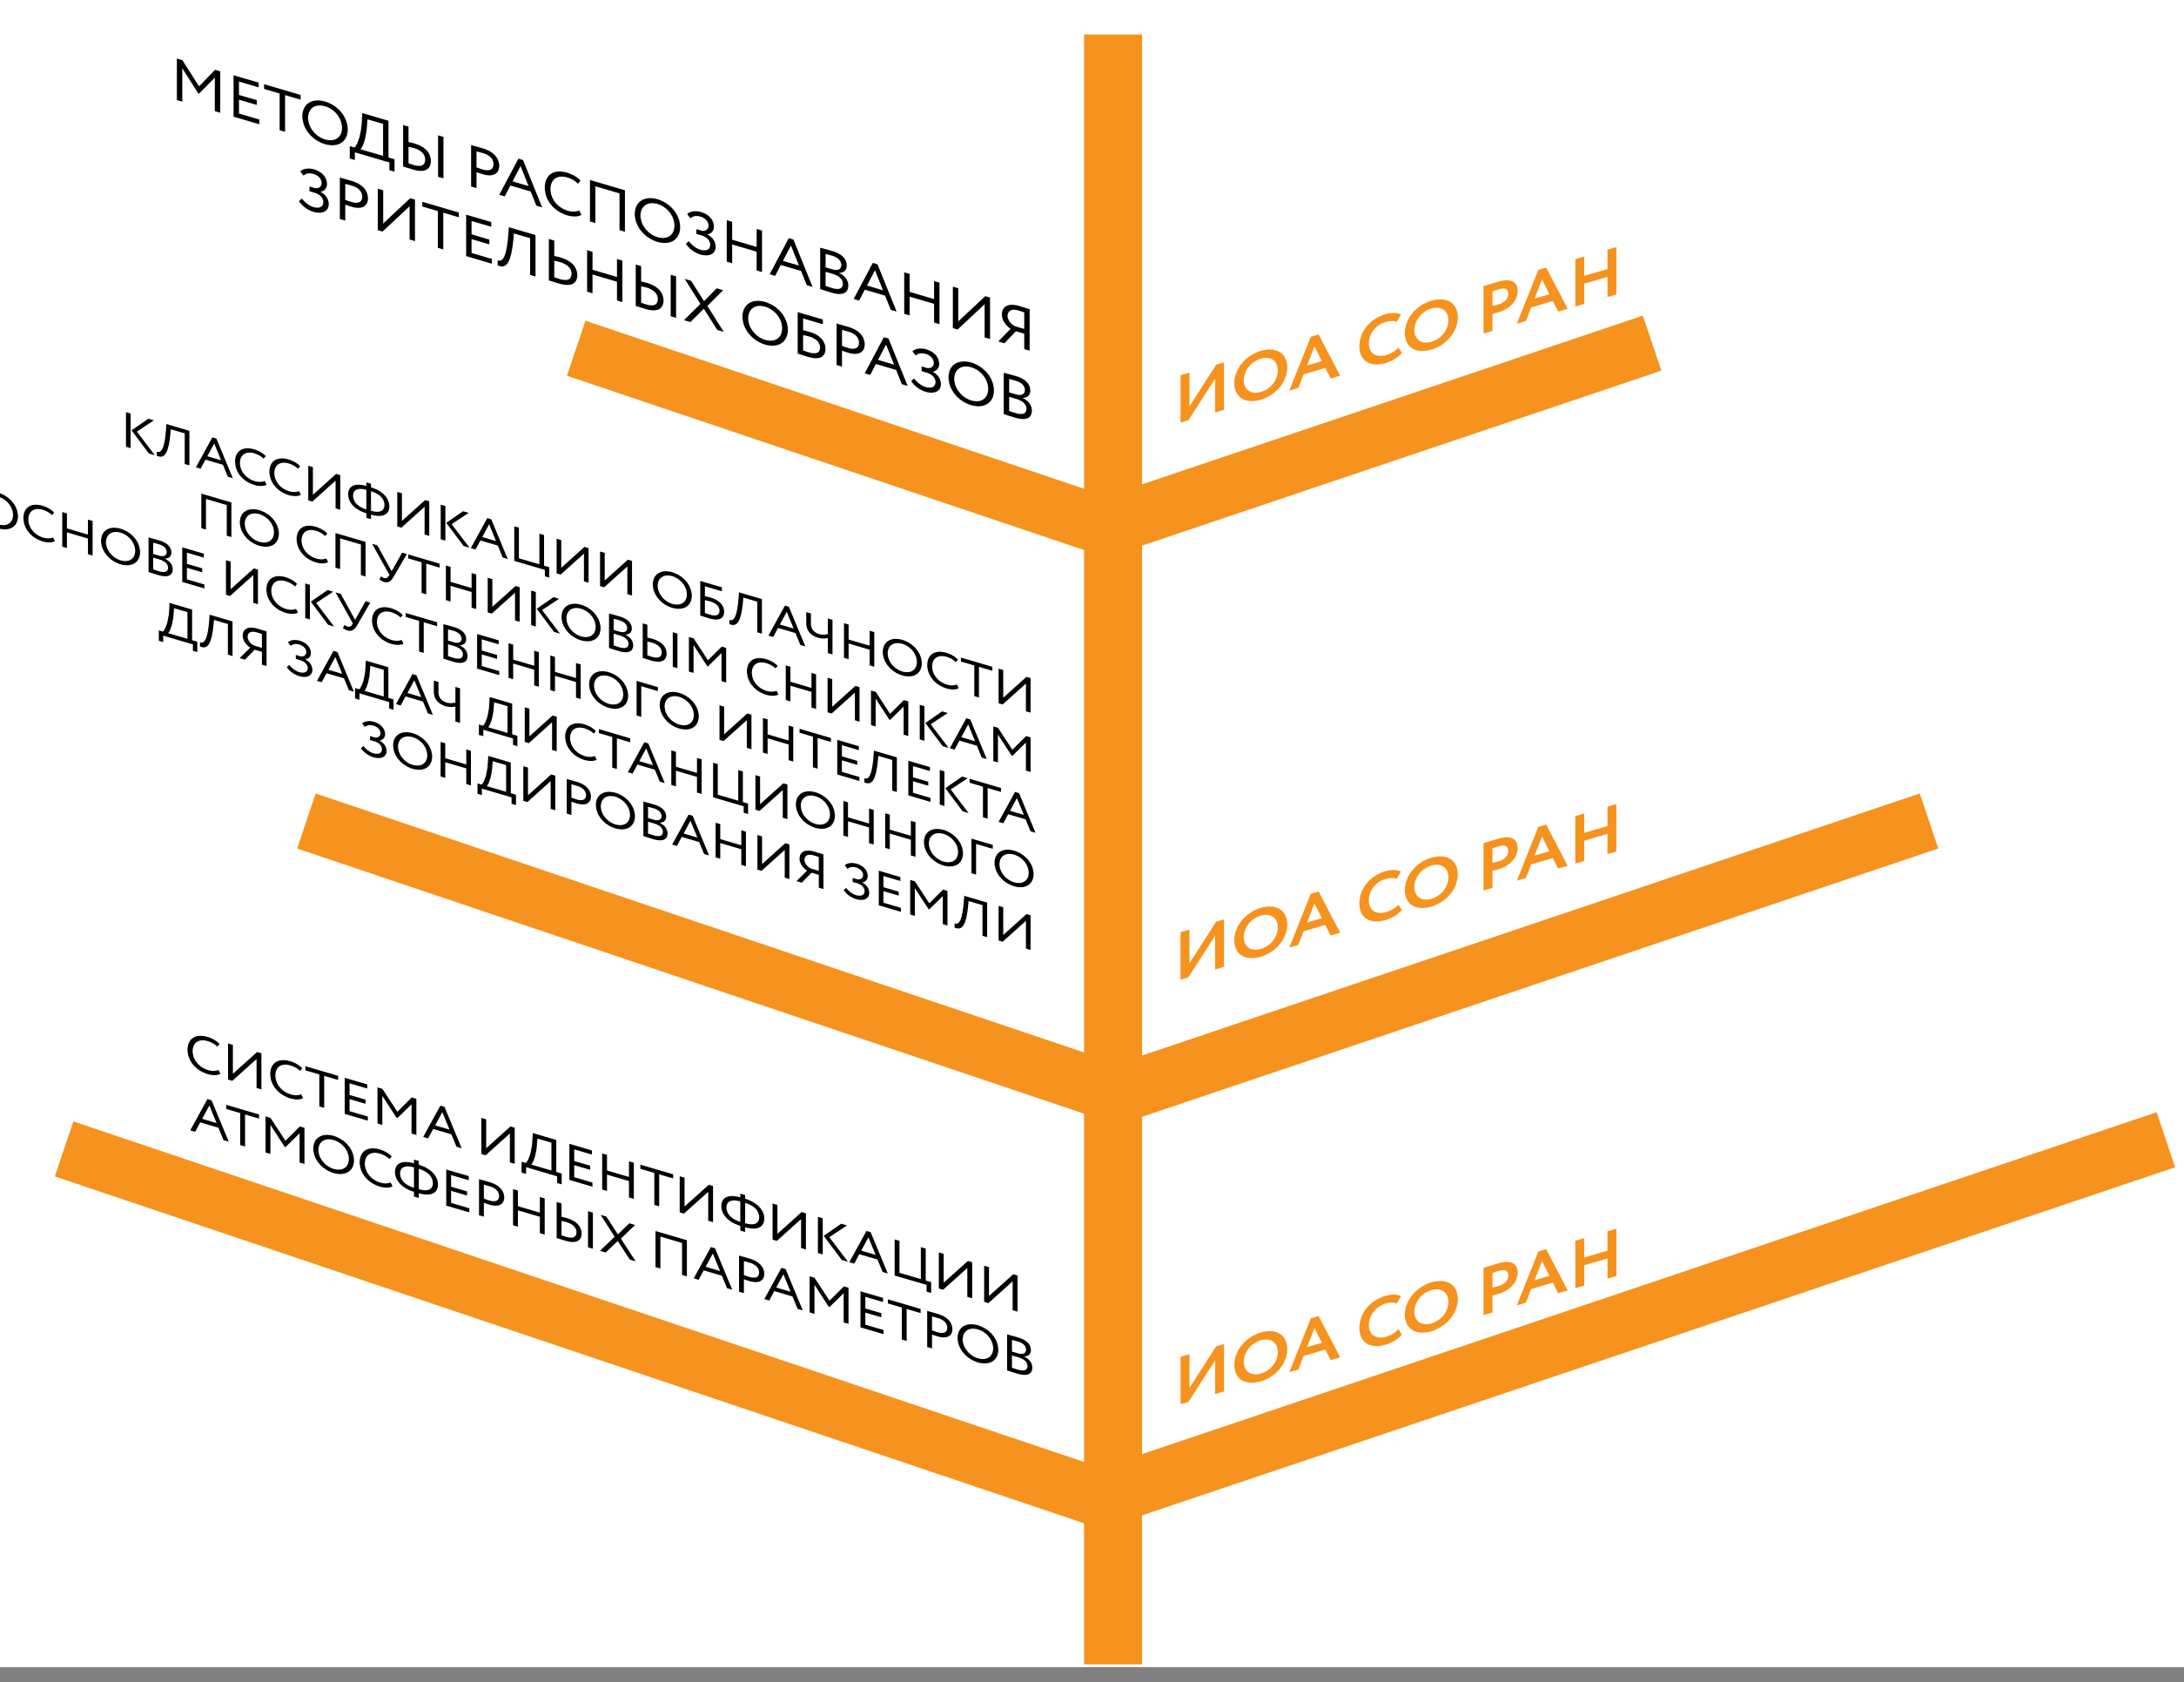 МЕТОДЫ РАСПОЗНАВАНИЯ
ЗРИТЕЛЬНЫХ ОБРАЗОВ
ИОА СО РАН
КЛАССИФИКАЦИИ ОБЛАЧНОСТИ
ПО СПУТНИКОВЫМ СНИМКАМ
ОСНОВЕ ИСКУСТВЕННОГО ИНТЕЛЕКТА
ДЛЯ ЗАДАЧ ДИСТАНЦИОННОГО
ЗОНДИРОВАНИЯ ЗЕМЛИ
ИОА СО РАН
СИСТЕМА ИДЕНТИФИКАЦИИ
АТМОСФЕРНЫХ ПАРАМЕТРОВ
ИОА СО РАН